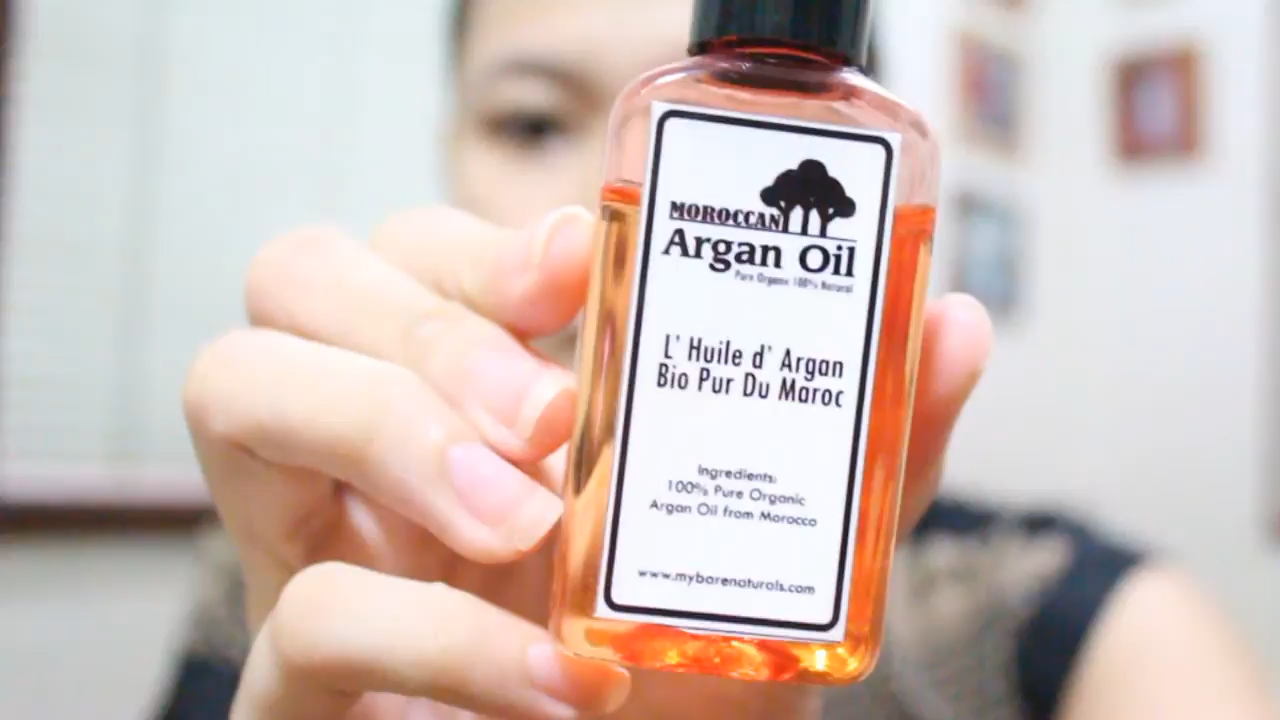 MOROCCAN
Argan Oil
Pure Organic 100% Natural
L' Huile d' Argan
Bio Pur Du Maroc
Ingredients:
100% Pure Organic
Argan Oil from Morocco
www.mybarenaturals.com